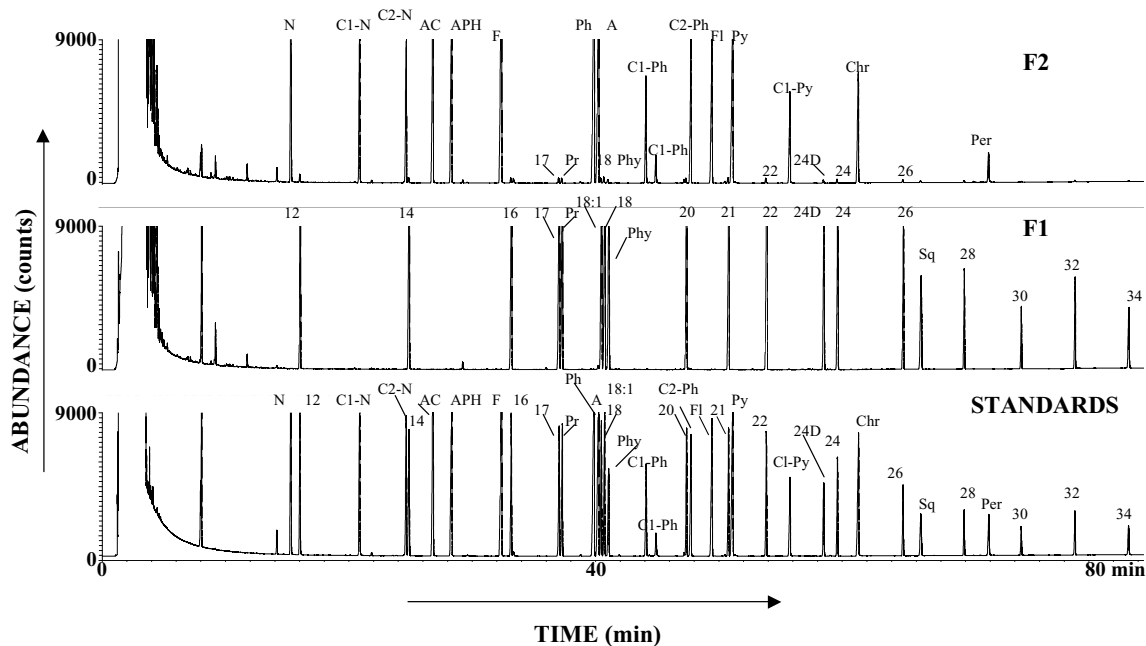 ABUNDANCE (counts)
C2-N
N C1-N AC APH F Ph A C2-Ph Fl Py
9000
F2
C1-Ph C1-Py Chr
C1-Ph Per
17 Pr 8 Phy 22 24D 24 26
0
12 14 16 17 Pr 18:1 18 20 21 22 24D 24 26
9000
F1
Phy
Sq 28 30 32 34
0
Ph 18:1
C2-N AC C2-Ph
STANDARDS
N 12 C1-N APH F 16 A 20 Fl 21 Py Chr
9000
14 17 Pr 18 22 24D
Phy 24
C1-Ph Cl-Py 26
Sq 28 Per 32
C1-Ph 30 34
0
0 40 80 min
TIME (min)